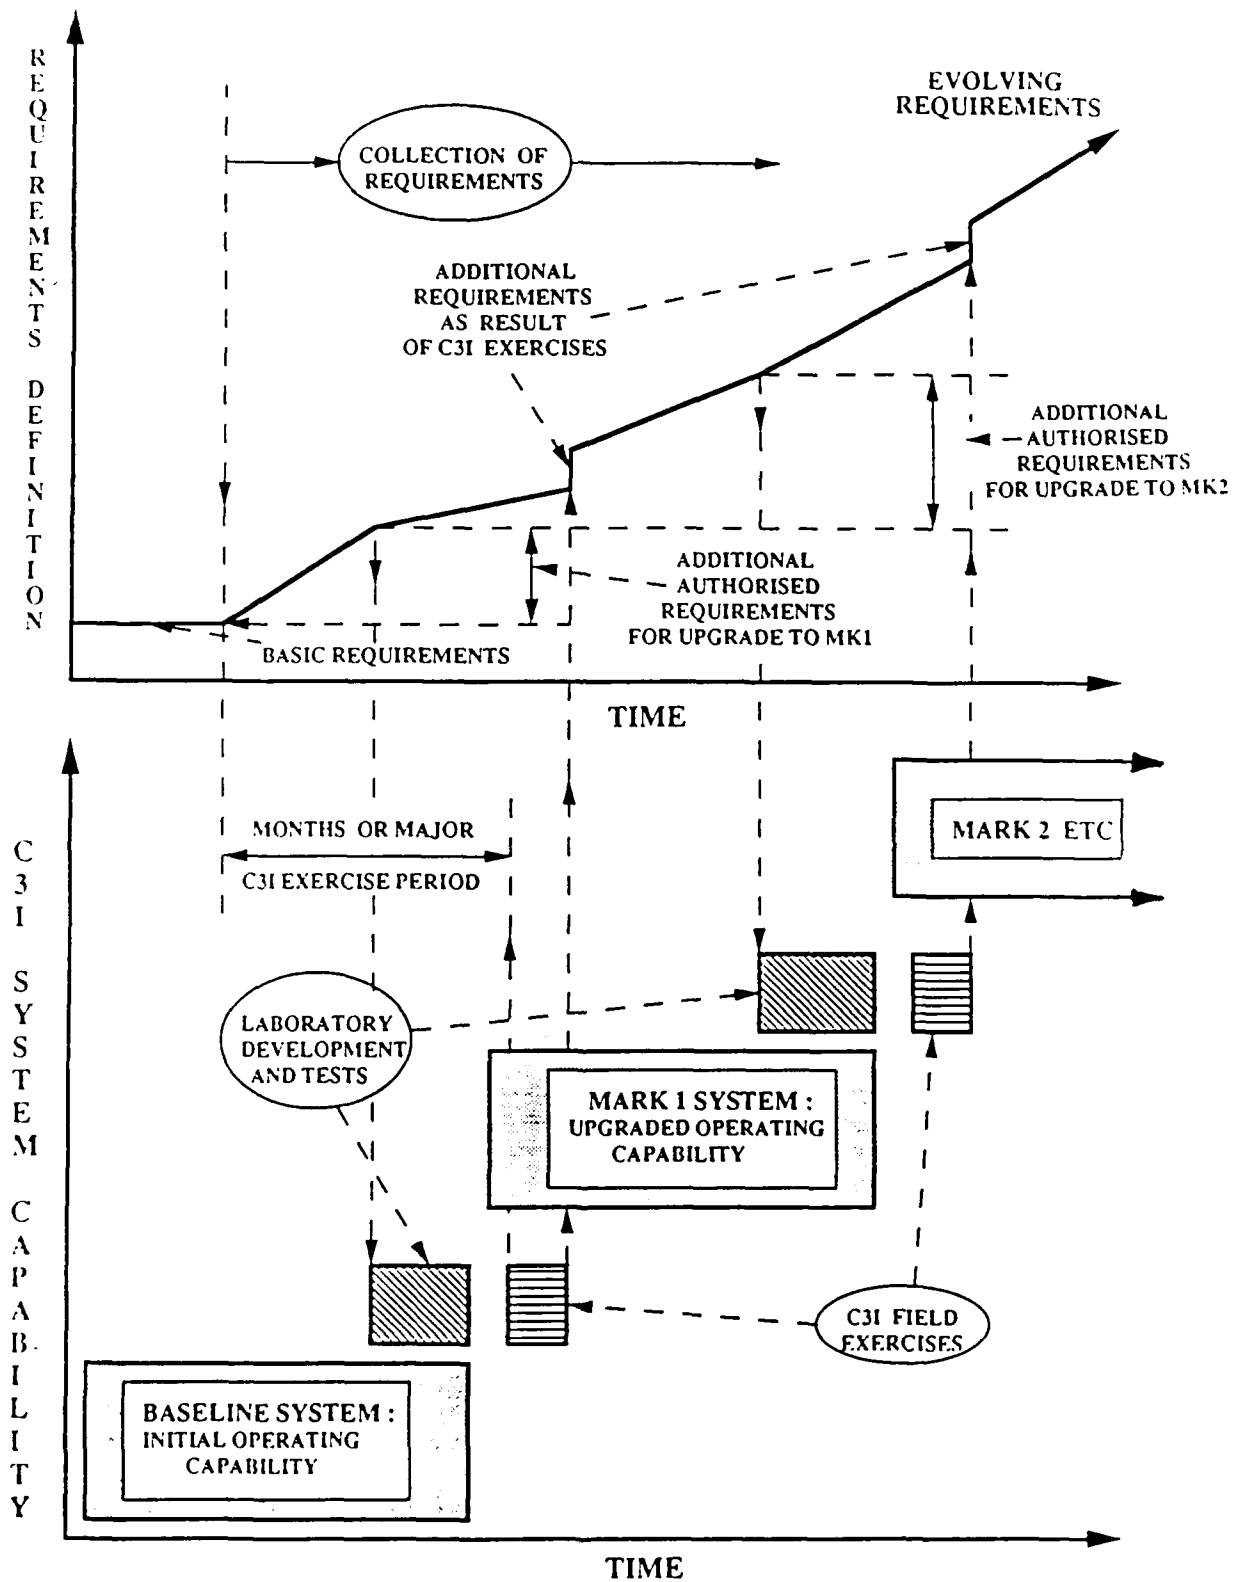 REQUIREMENTS DEFINITION
EVOLVING
REQUIREMENTS
COLLECTION OF
REQUIREMENTS
ADDITIONAL
REQUIREMENTS
AS RESULT
OF C3I EXERCISES
ADDITIONAL
AUTHORISED
REQUIREMENTS
FOR UPGRADE TO MK2
ADDITIONAL
AUTHORISED
REQUIREMENTS
FOR UPGRADE TO MK1
BASIC REQUIREMENTS
TIME
C3I SYSTEM CAPABILITY
MONTHS OR MAJOR
C3I EXERCISE PERIOD
MARK 2 ETC
LABORATORY
DEVELOPMENT
AND TESTS
MARK 1 SYSTEM :
UPGRADED OPERATING
CAPABILITY
C3I FIELD
EXERCISES
BASELINE SYSTEM :
INITIAL OPERATING
CAPABILITY
TIME